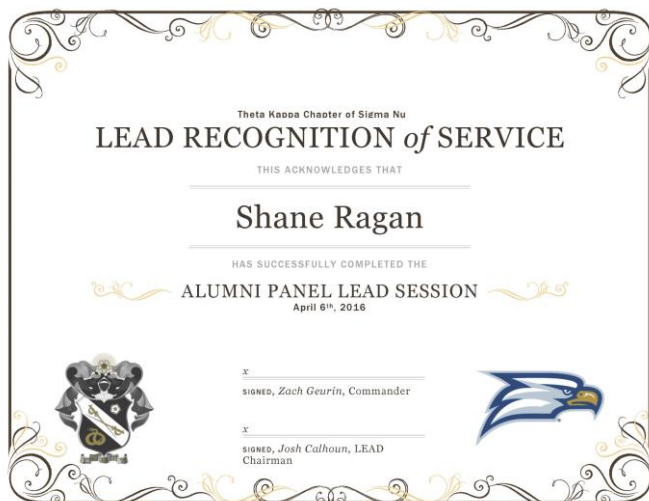 Theta Kappa Chapter of Sigma Nu
LEAD RECOGNITION of SERVICE
THIS ACKNOWLEDGES THAT
Shane Ragan
HAS SUCCESSFULLY COMPLETED THE
ALUMNI PANEL LEAD SESSION
April 6th, 2016
x
SIGNED, Zach Geurin, Commander
x
SIGNED, Josh Calhoun, LEAD
Chairman